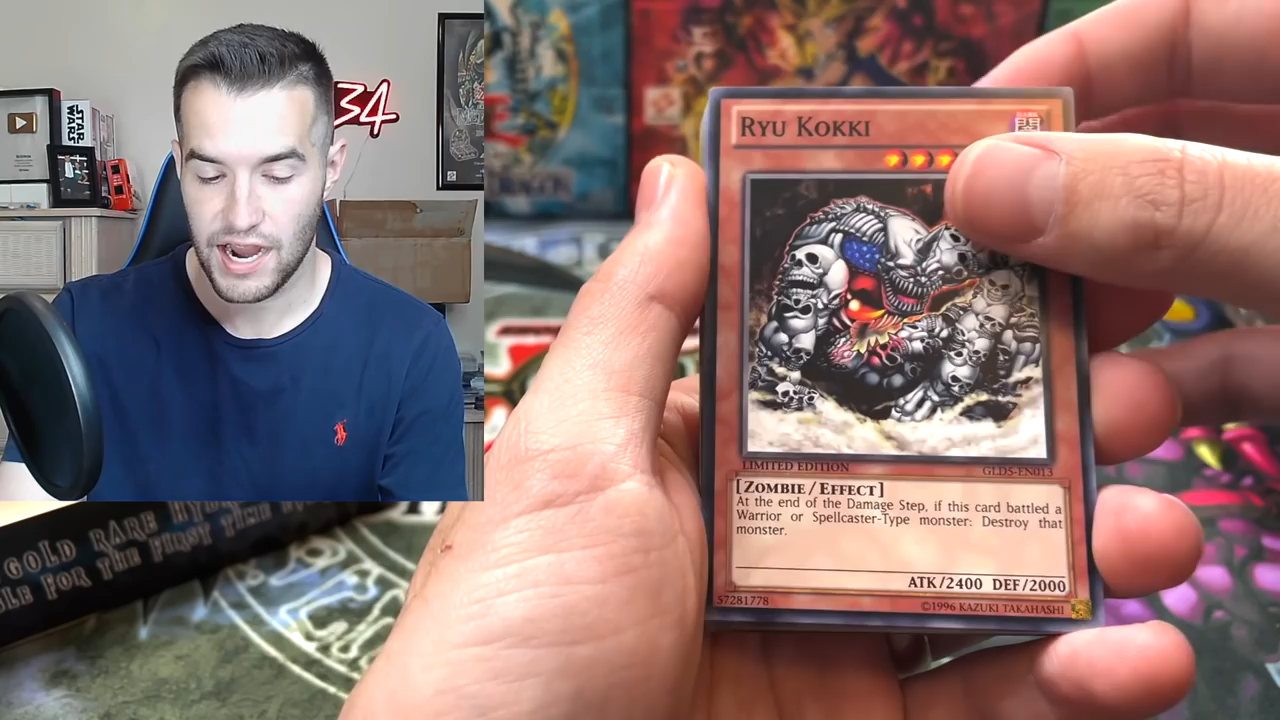 34
STAR
WARS
RYU KOKKI
闇
LIMITED EDITION
GLD5-EN013
[ZOMBIE/EFFECT]
At the end of the Damage Step, if this card battled a
Warrior or Spellcaster-Type monster: Destroy that
monster.
ATK/2400 DEF/2000
57281778
©1996 KAZUKI TAKAHASHI
GOLD RARE
FOR THE FIRST TIME